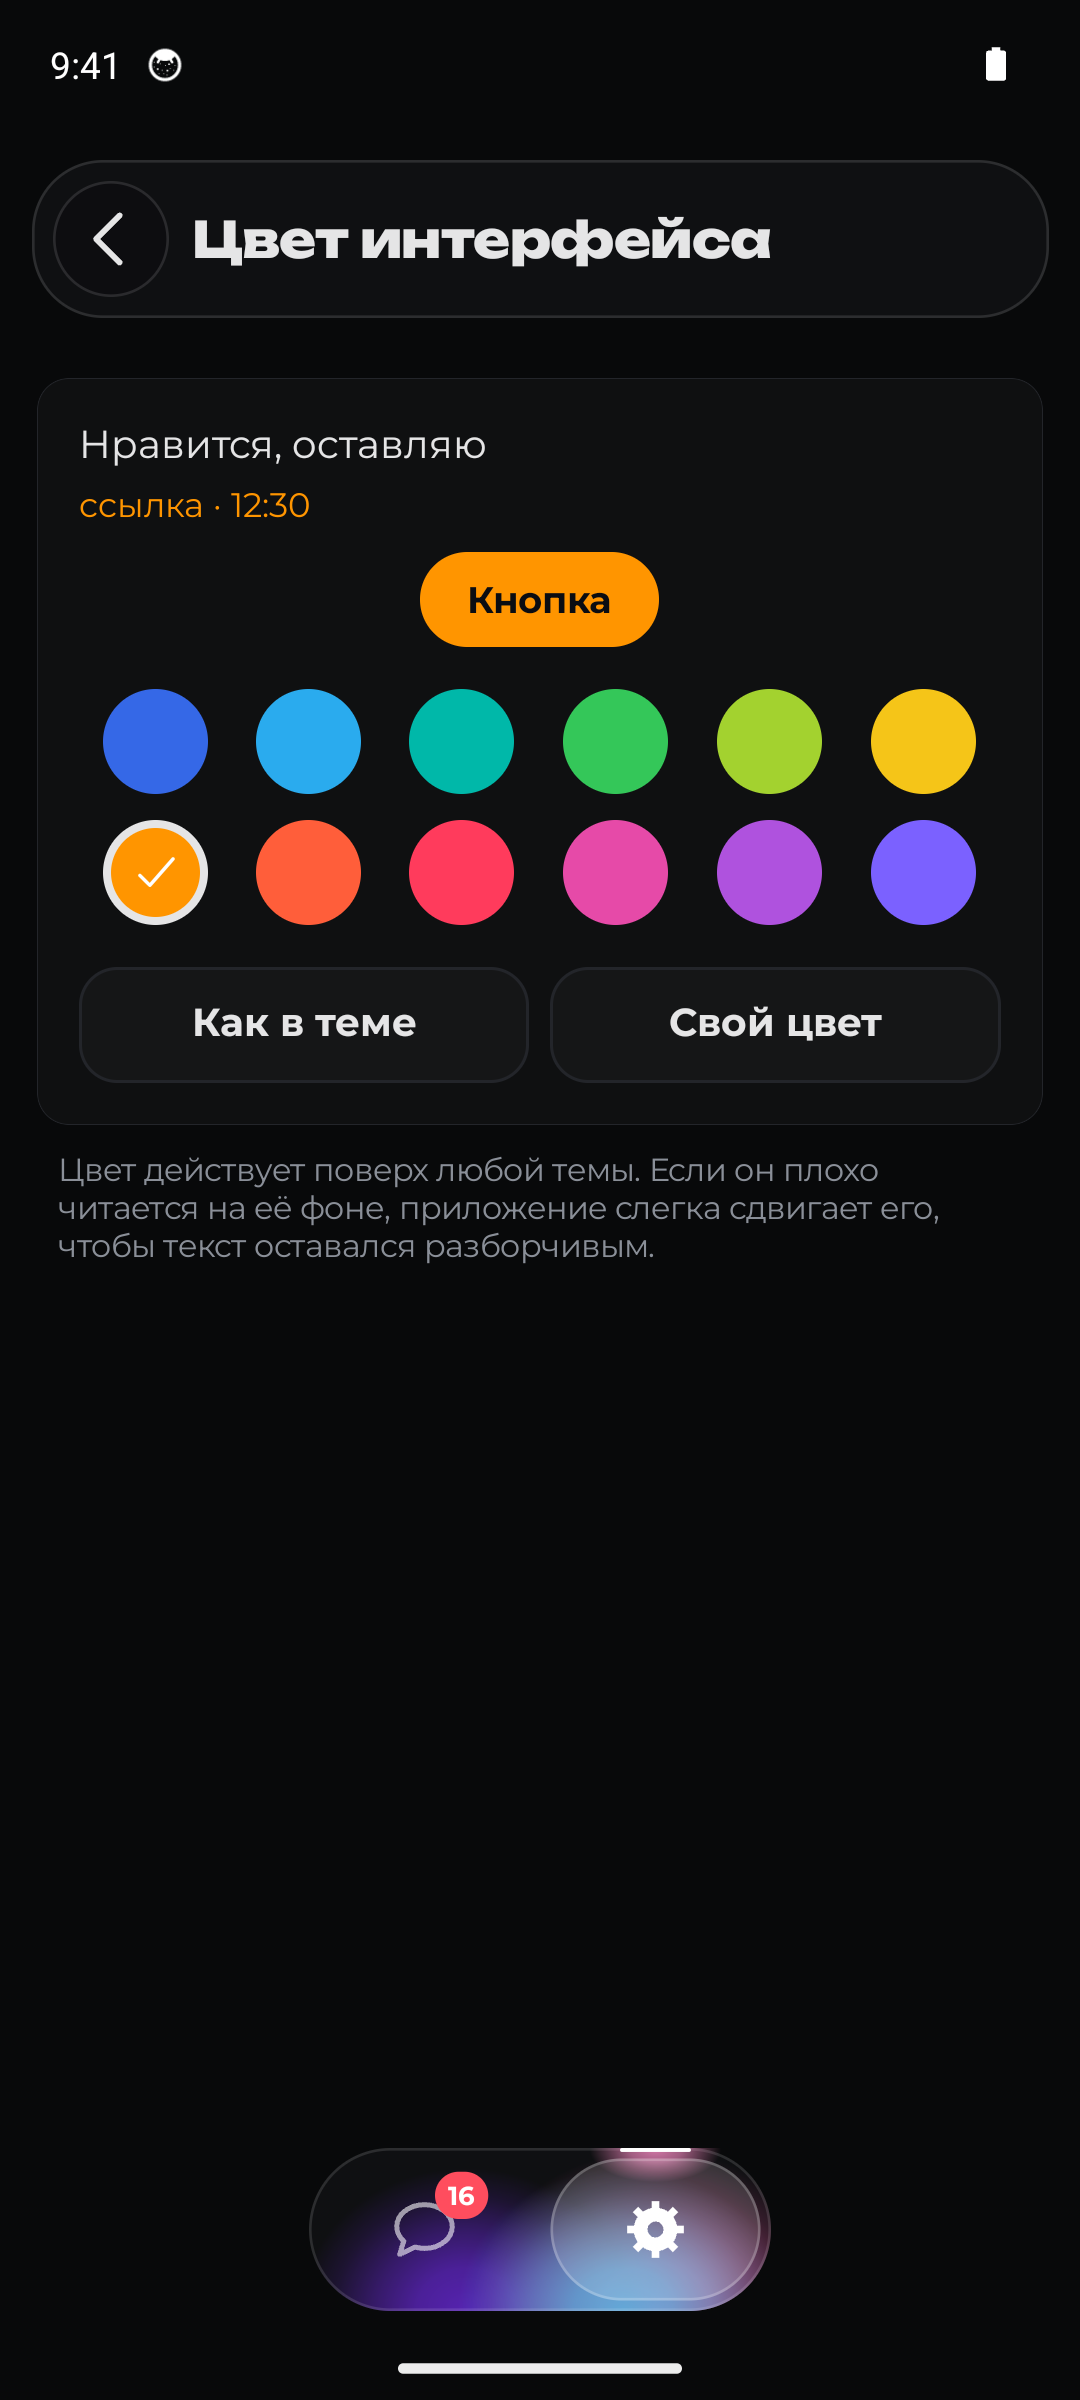 9:41
Цвет интерфейса
Нравится, оставляю
ссылка · 12:30
Кнопка
Как в теме
Свой цвет
Цвет действует поверх любой темы. Если он плохо
читается на её фоне, приложение слегка сдвигает его,
чтобы текст оставался разборчивым.
16